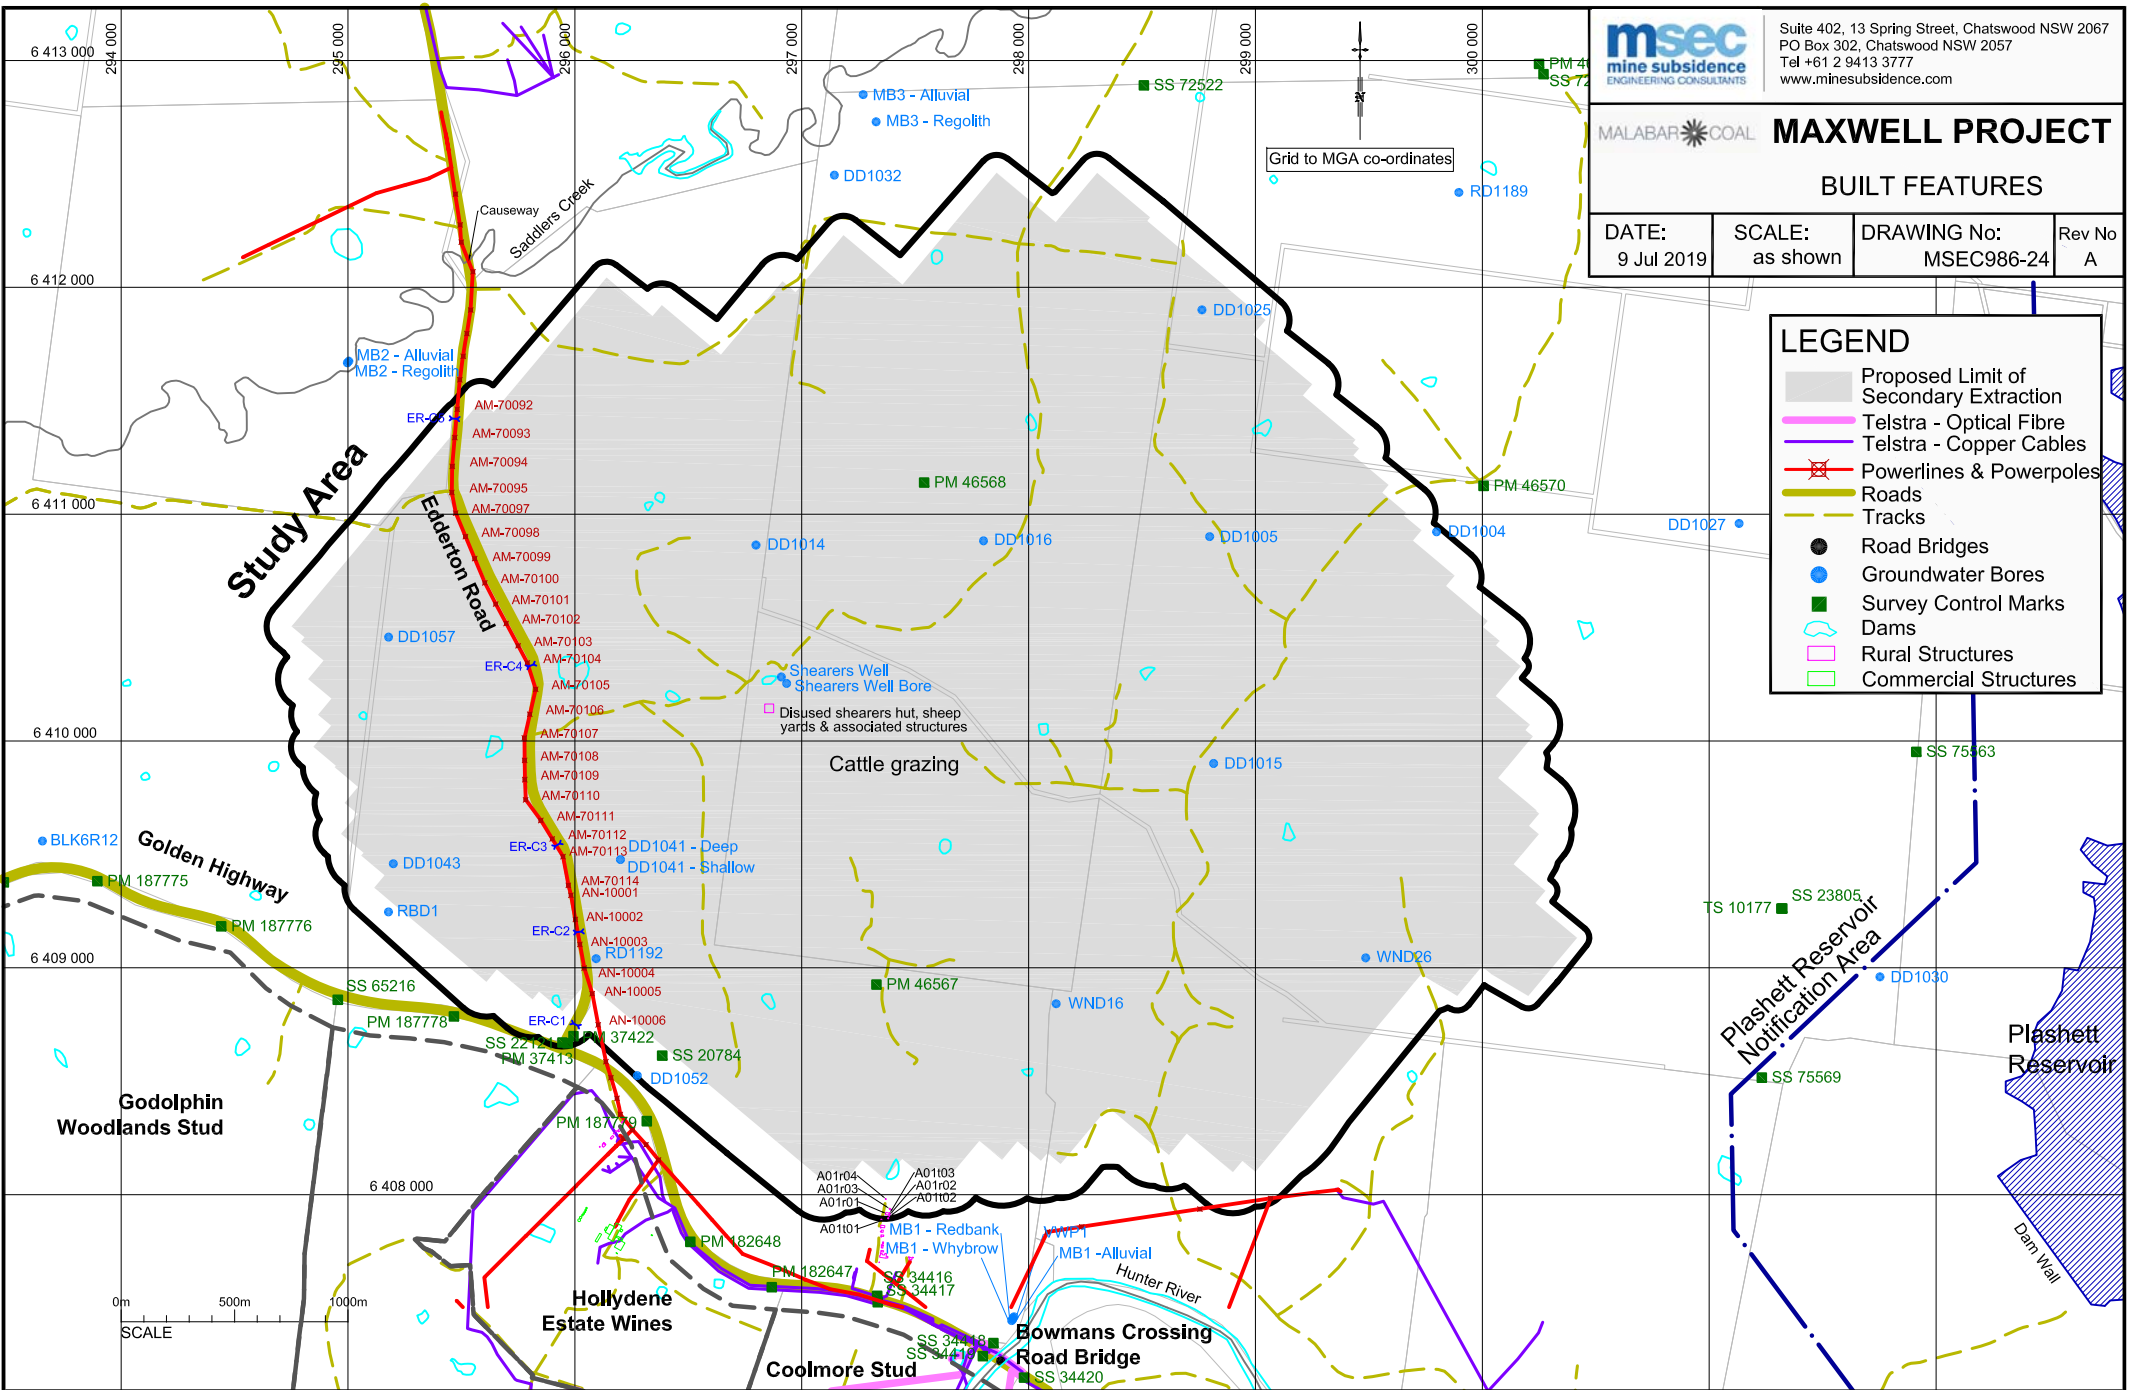 msec
mine subsidence
ENGINEERING CONSULTANTS
Suite 402, 13 Spring Street, Chatswood NSW 2067
PO Box 302, Chatswood NSW 2057
Tel +61 2 9413 3777
www.minesubsidence.com
MALABAR COAL
MAXWELL PROJECT
BUILT FEATURES
DATE:
9 Jul 2019
SCALE:
as shown
DRAWING No:
MSEC986-24
Rev No
A
LEGEND
Proposed Limit of
Secondary Extraction
Telstra - Optical Fibre
Telstra - Copper Cables
Powerlines & Powerpoles
Roads
Tracks
Road Bridges
Groundwater Bores
Survey Control Marks
Dams
Rural Structures
Commercial Structures
294 000
295 000
296 000
297 000
298 000
299 000
300 000
6 413 000
6 412 000
6 411 000
6 410 000
6 409 000
6 408 000
Grid to MGA co-ordinates
N
MB3 - Alluvial
MB3 - Regolith
SS 72522
PM 46
SS 72
DD1032
RD1189
Causeway
Saddlers Creek
DD1025
MB2 - Alluvial
MB2 - Regolith
ER-C5
AM-70092
AM-70093
AM-70094
AM-70095
AM-70097
AM-70098
AM-70099
AM-70100
AM-70101
AM-70102
AM-70103
AM-70104
AM-70105
AM-70106
AM-70107
AM-70108
AM-70109
AM-70110
AM-70111
AM-70112
AM-70113
AM-70114
AN-10001
AN-10002
AN-10003
AN-10004
AN-10005
AN-10006
Study Area
Edderton Road
PM 46568
PM 46570
DD1014
DD1016
DD1005
DD1004
DD1027
DD1057
ER-C4
Shearers Well
Shearers Well Bore
Disused shearers hut, sheep
yards & associated structures
Cattle grazing
DD1015
SS 75563
BLK6R12
Golden Highway
DD1043
ER-C3
DD1041 - Deep
DD1041 - Shallow
PM 187775
RBD1
PM 187776
ER-C2
RD1192
WND26
TS 10177
SS 23805
Plashett Reservoir
Notification Area
DD1030
SS 65216
PM 187778
ER-C1
PM 46567
WND16
SS 22121
PM 37422
PM 37413
SS 20784
DD1052
Plashett
Reservoir
SS 75569
Godolphin
Woodlands Stud
PM 187779
A01r04
A01r03
A01r01
A01t01
A01t03
A01r02
A01t02
MB1 - Redbank
MB1 - Whybrow
VWP1
MB1 -Alluvial
PM 182648
PM 182647
SS 34416
SS 34417
Hunter River
Dam Wall
Hollydene
Estate Wines
0m
500m
1000m
SCALE
SS 34418
SS 34419
Bowmans Crossing
Road Bridge
Coolmore Stud
SS 34420